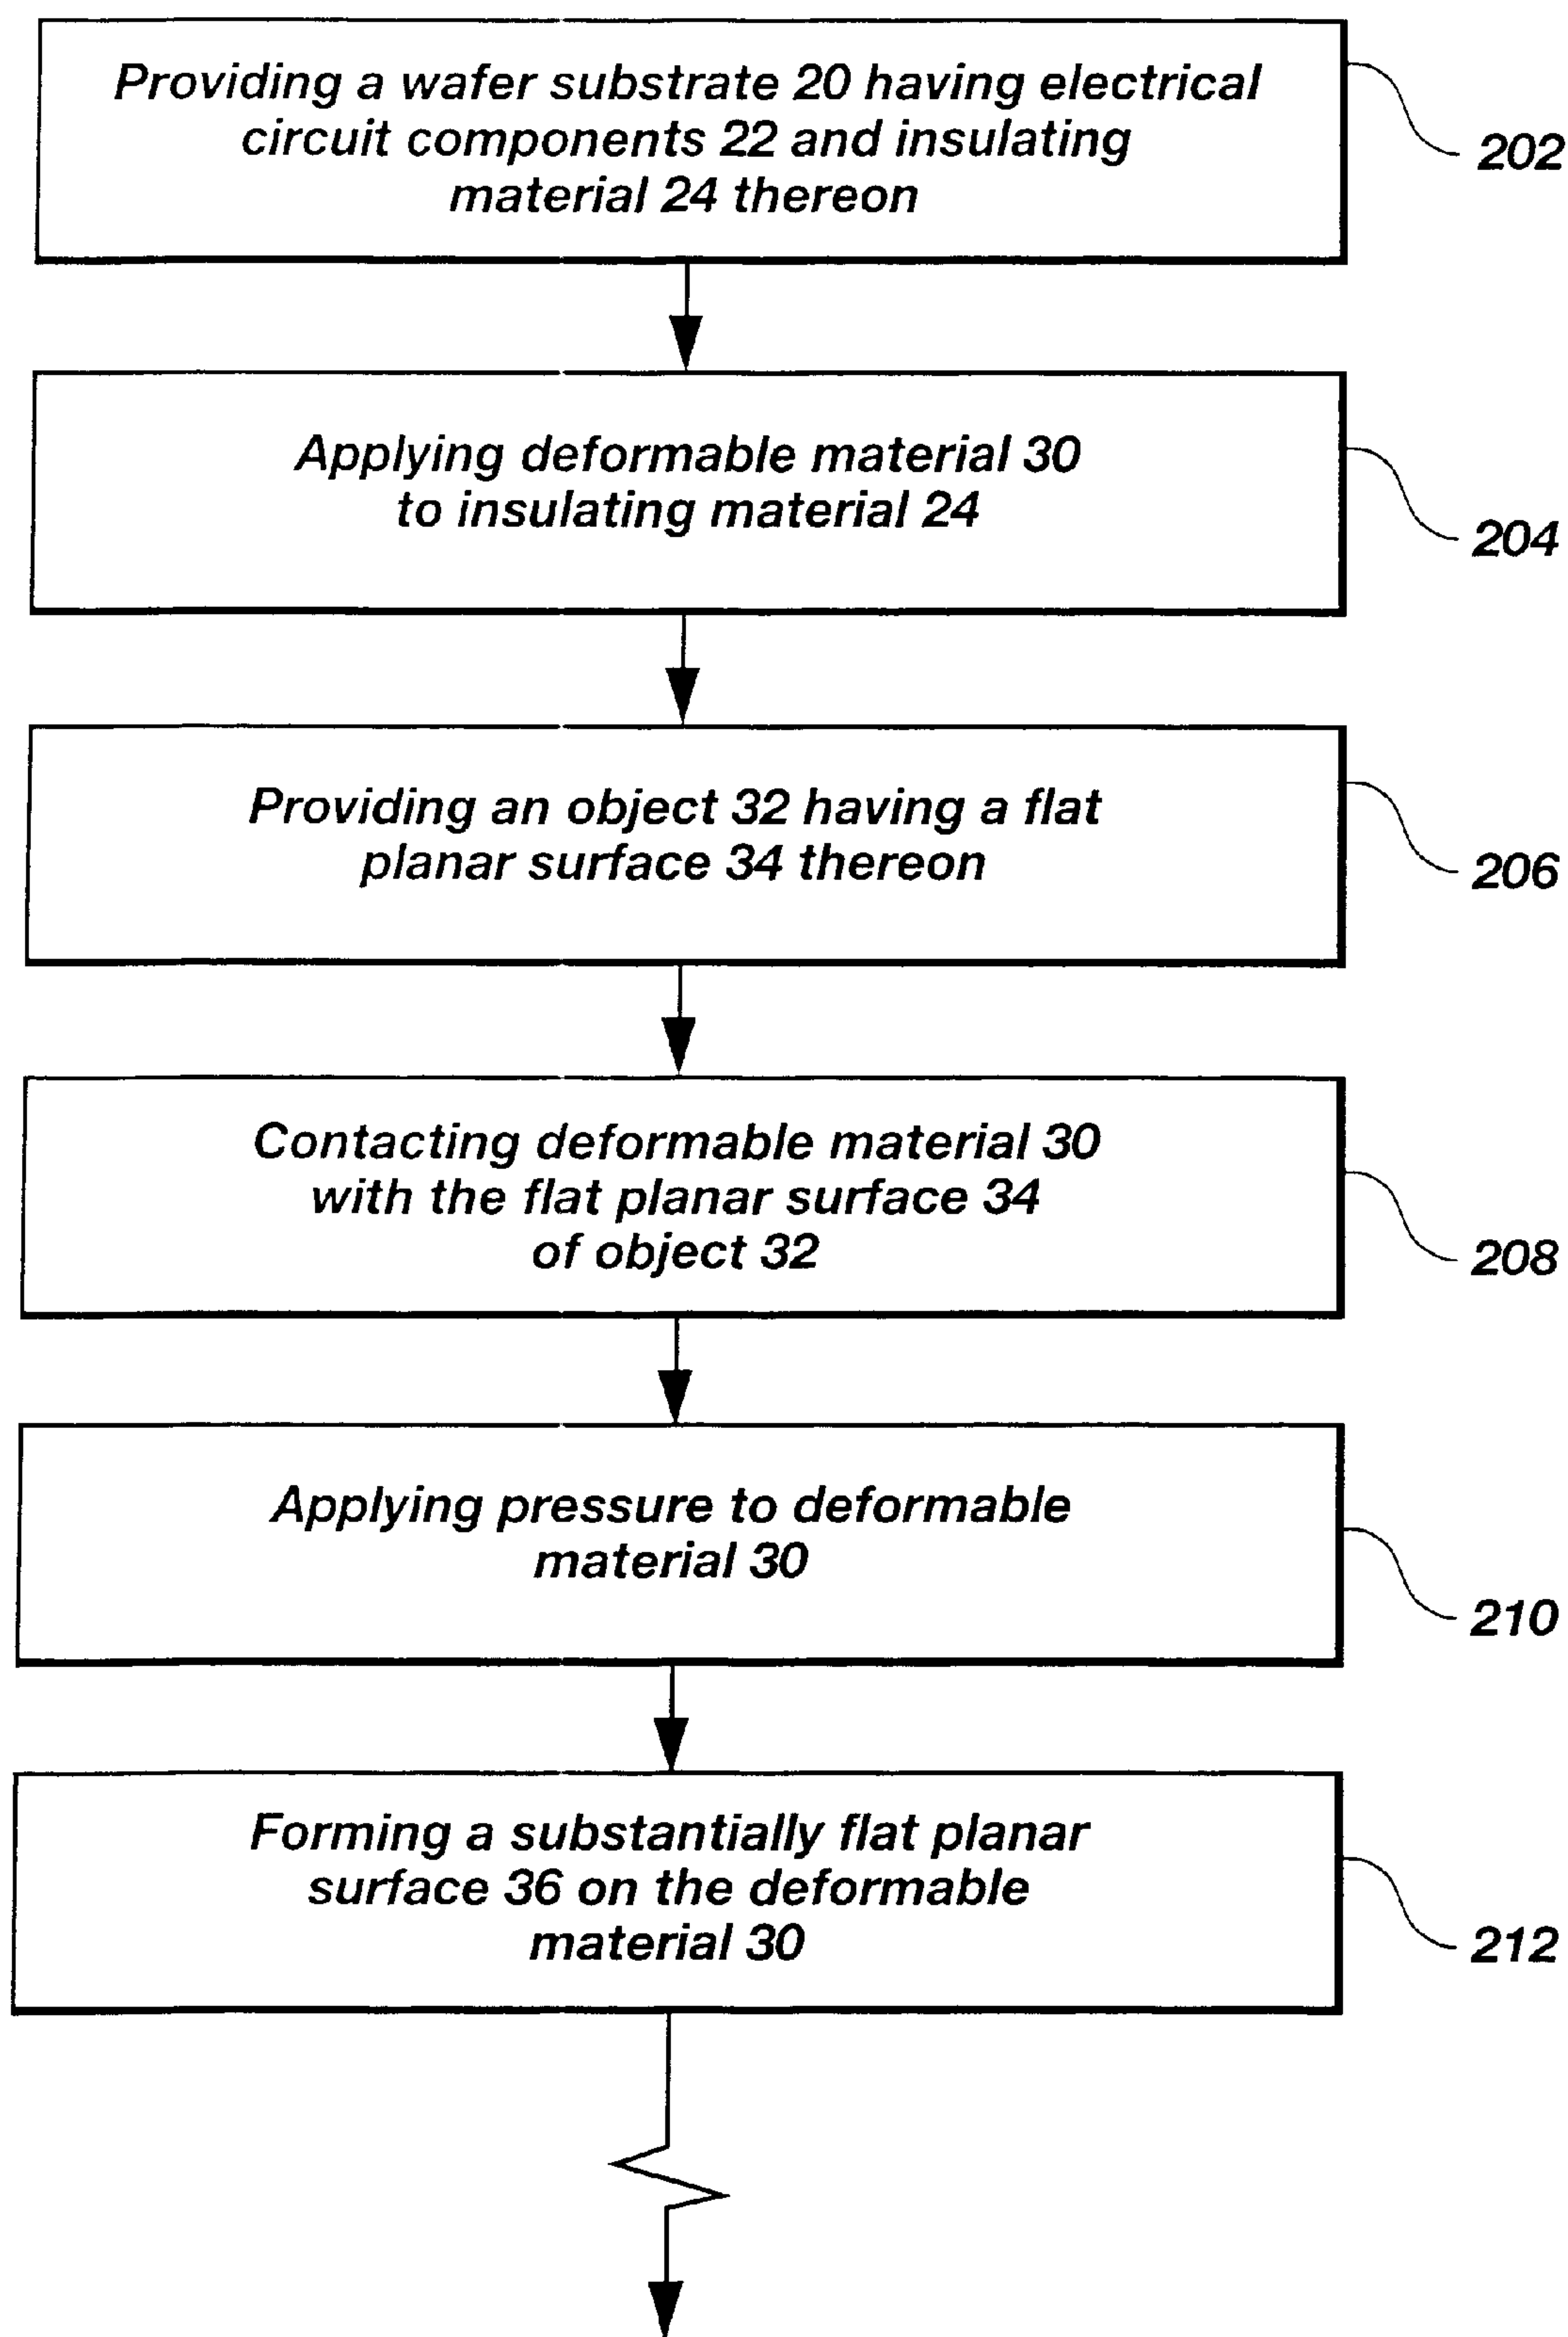 Providing a wafer substrate 20 having electrical
circuit components 22 and insulating
material 24 thereon
202
Applying deformable material 30
to insulating material 24
204
Providing an object 32 having a flat
planar surface 34 thereon
206
Contacting deformable material 30
with the flat planar surface 34
of object 32
208
Applying pressure to deformable
material 30
210
Forming a substantially flat planar
surface 36 on the deformable
material 30
212